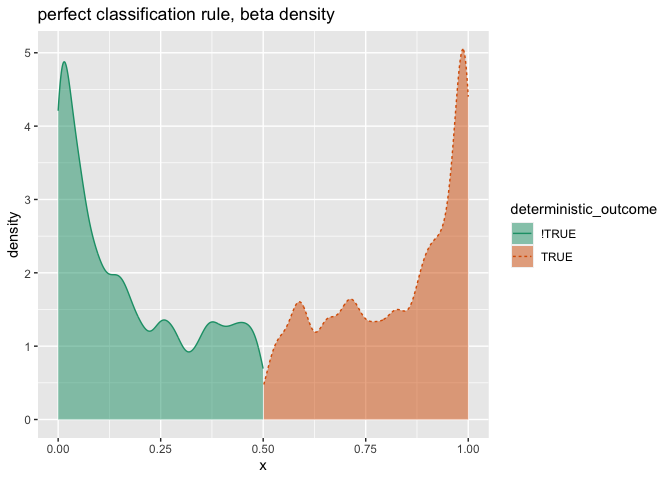 perfect classification rule, beta density
5
4
3
2
1
0
density
0.00 0.25 0.50 0.75 1.00
x
deterministic_outcome
!TRUE
TRUE